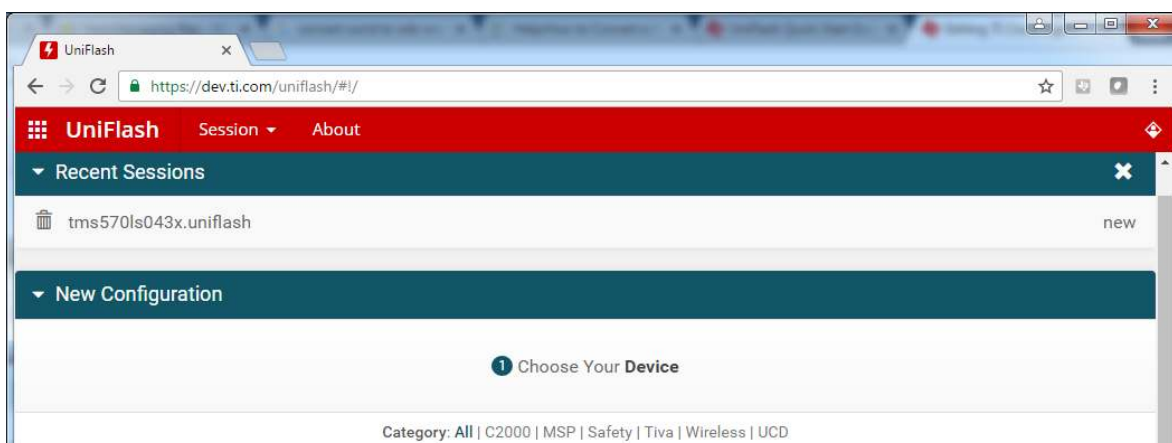 UniFlash
https://dev.ti.com/uniflash/#!/
UniFlash Session About
Recent Sessions
tms570ls043x.uniflash new
New Configuration
1 Choose Your Device
Category: All | C2000 | MSP | Safety | Tiva | Wireless | UCD